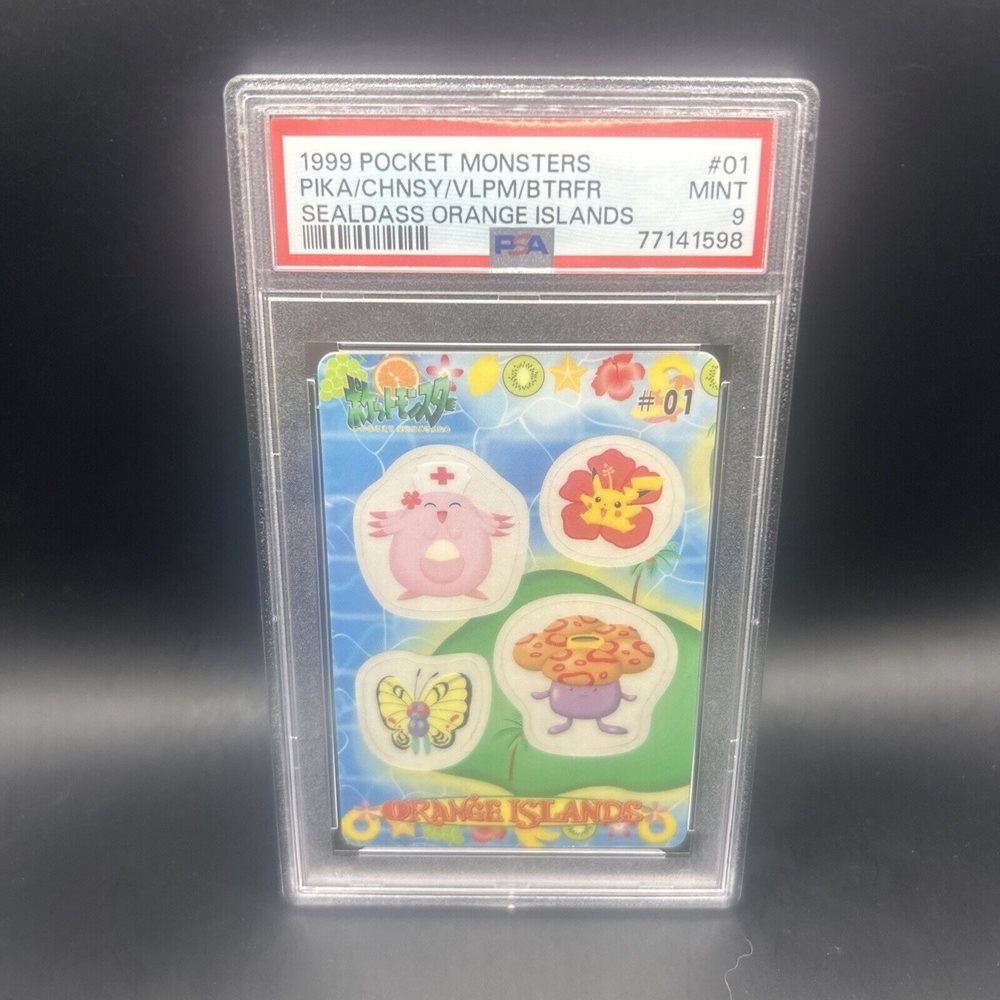 1999 POCKET MONSTERS #01
PIKA/CHNSY/VLPM/BTRFR MINT
SEALDASS ORANGE ISLANDS 9
PSA 77141598
ポケットモンスター
#01
ORANGE ISLANDS